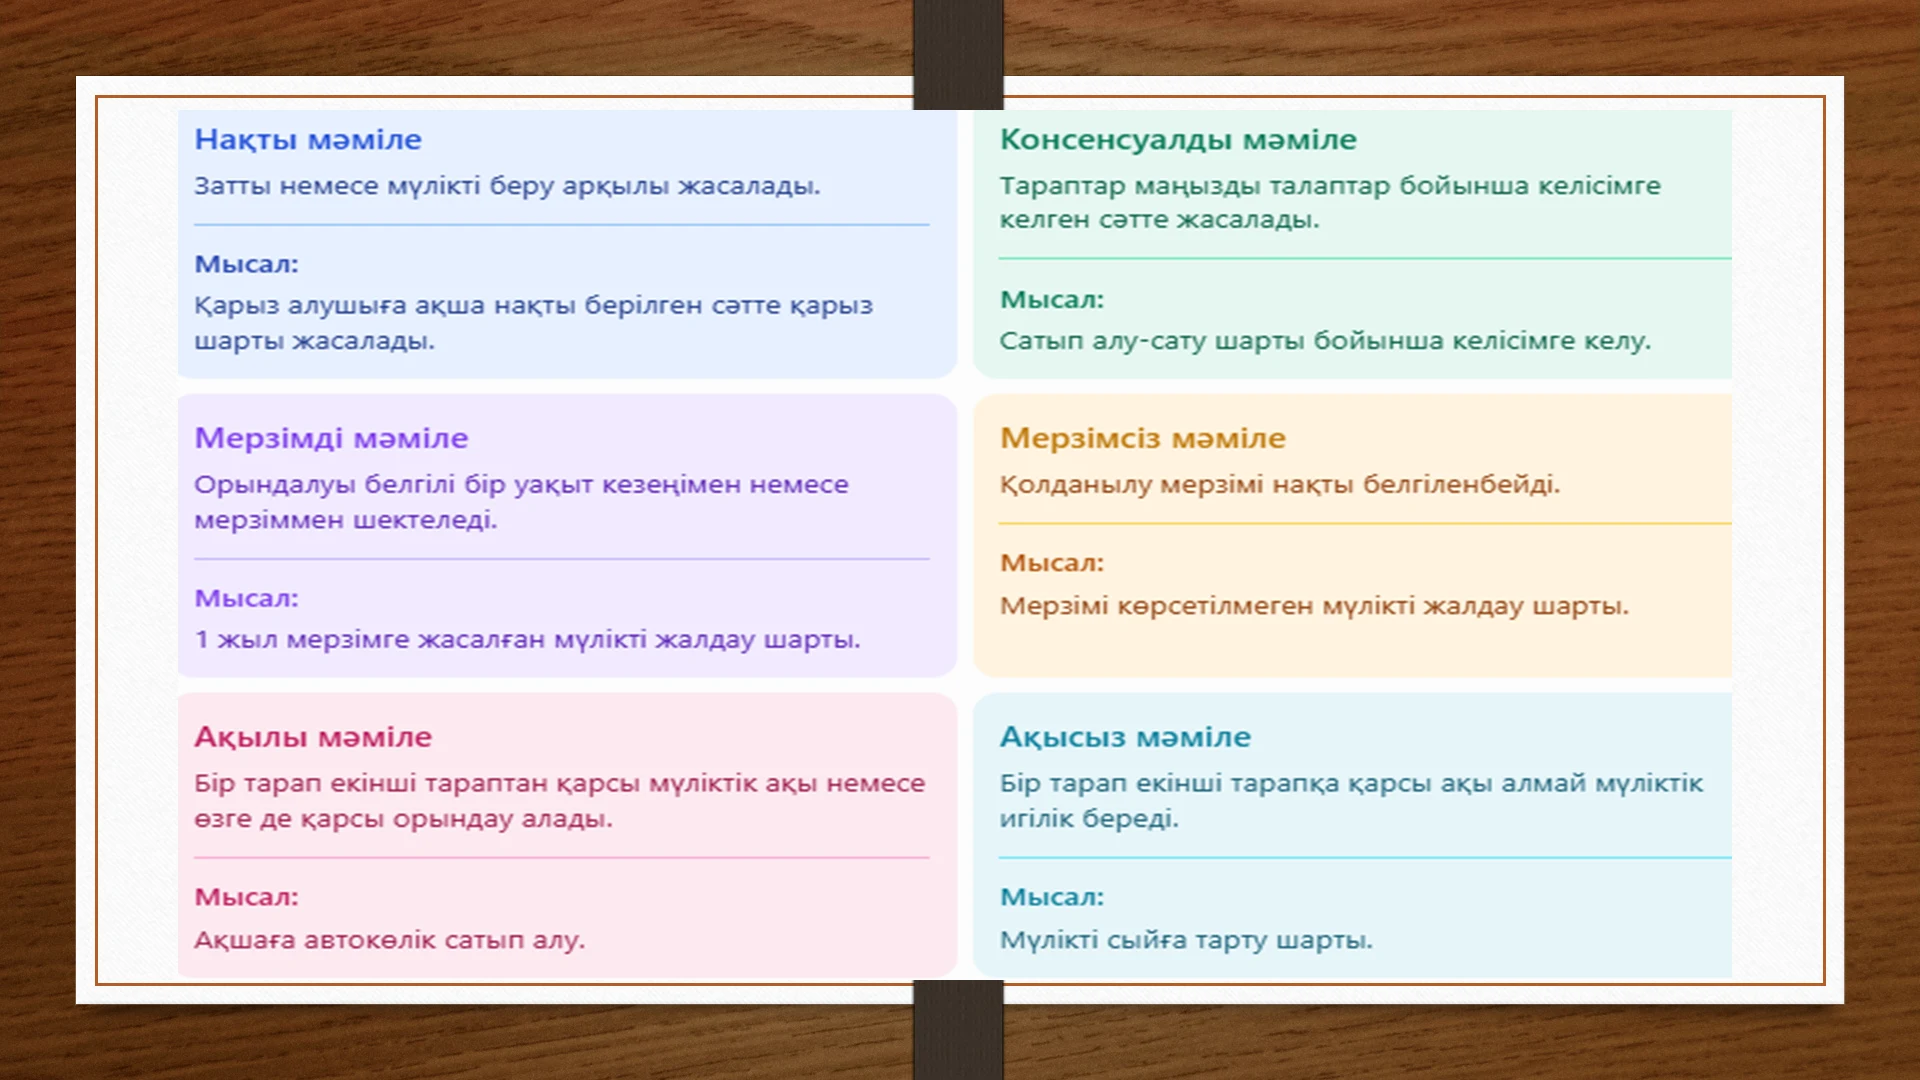 Нақты мәміле
Затты немесе мүлікті беру арқылы жасалады.
Мысал:
Қарыз алушыға ақша нақты берілген сәтте қарыз
шарты жасалады.
Консенсуалды мәміле
Тараптар маңызды талаптар бойынша келісімге
келген сәтте жасалады.
Мысал:
Сатып алу-сату шарты бойынша келісімге келу.
Мерзімді мәміле
Орындалуы белгілі бір уақыт кезеңімен немесе
мерзіммен шектеледі.
Мысал:
1 жыл мерзімге жасалған мүлікті жалдау шарты.
Мерзімсіз мәміле
Қолданылу мерзімі нақты белгіленбейді.
Мысал:
Мерзімі көрсетілмеген мүлікті жалдау шарты.
Ақылы мәміле
Бір тарап екінші тараптан қарсы мүліктік ақы немесе
өзге де қарсы орындау алады.
Мысал:
Ақшаға автокөлік сатып алу.
Ақысыз мәміле
Бір тарап екінші тарапқа қарсы ақы алмай мүліктік
игілік береді.
Мысал:
Мүлікті сыйға тарту шарты.